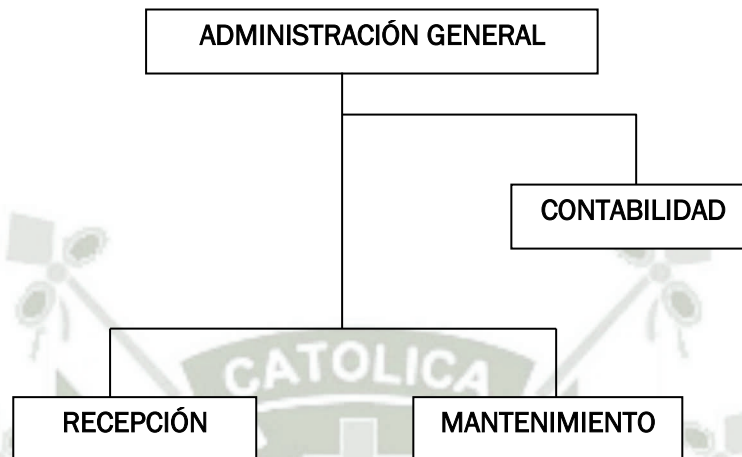 ADMINISTRACIÓN GENERAL
CONTABILIDAD
CATOLICA
RECEPCIÓN
MANTENIMIENTO